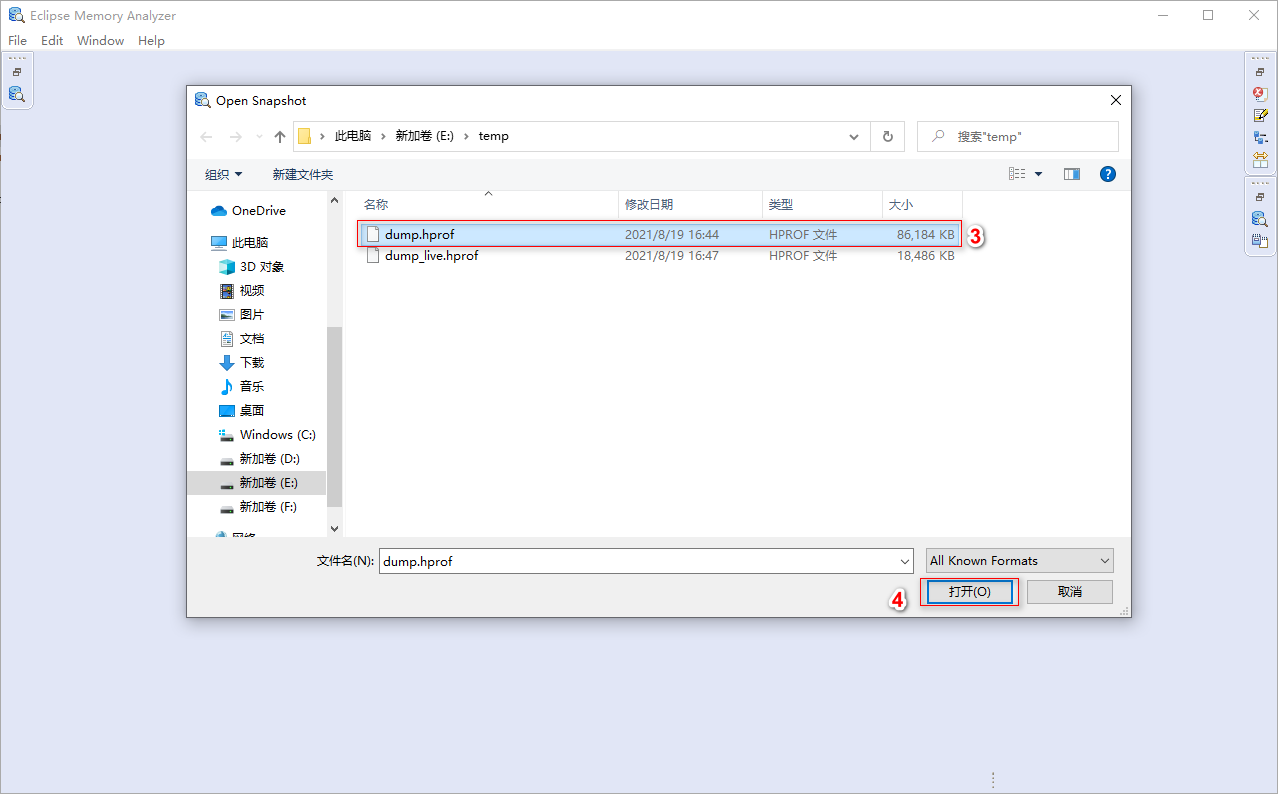 Eclipse Memory Analyzer
File Edit Window Help
Open Snapshot
此电脑 › 新加卷 (E:) › temp
搜索"temp"
组织 新建文件夹
?
名称 修改日期 类型 大小
dump.hprof 2021/8/19 16:44 HPROF 文件 86,184 KB
3
dump_live.hprof 2021/8/19 16:47 HPROF 文件 18,486 KB
OneDrive
此电脑
3D 对象
视频
图片
文档
下载
音乐
桌面
Windows (C:)
新加卷 (D:)
新加卷 (E:)
新加卷 (F:)
网络
文件名(N): dump.hprof All Known Formats
4
打开(O) 取消